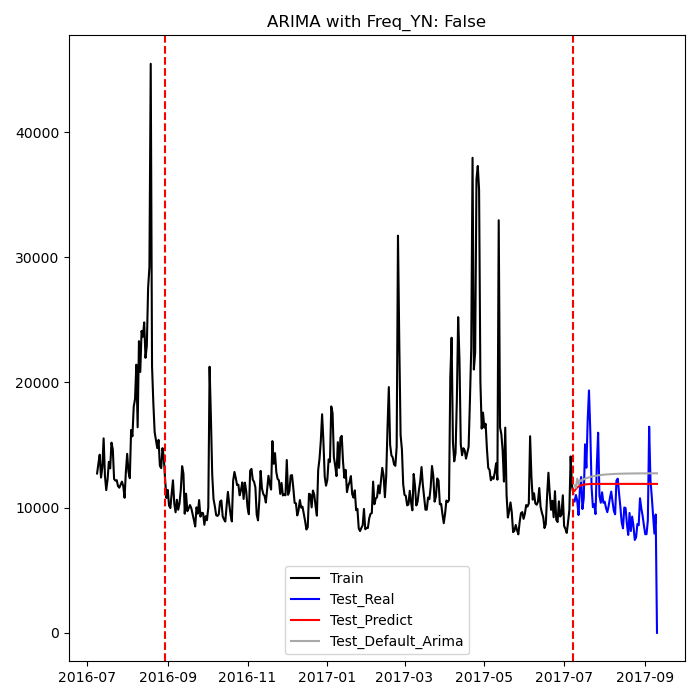 ARIMA with Freq_YN: False
40000
30000
20000
10000
0
Train
Test_Real
Test_Predict
Test_Default_Arima
2016-07 2016-09 2016-11 2017-01 2017-03 2017-05 2017-07 2017-09